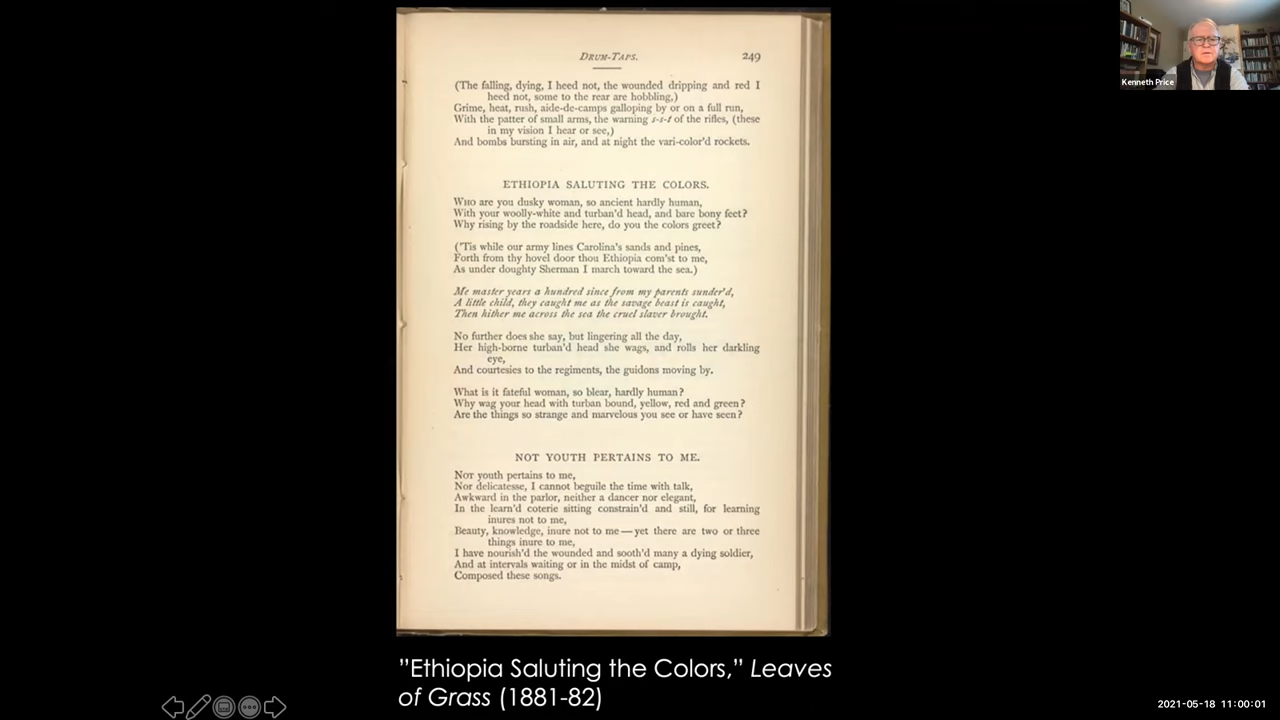 DRUM-TAPS. 249
(The falling, dying, I heed not, the wounded dripping and red I
heed not, some to the rear are hobbling,)
Grime, heat, rush, aide-de-camps galloping by or on a full run,
With the patter of small arms, the warning s-s-t of the rifles, (these
in my vision I hear or see,)
And bombs bursting in air, and at night the vari-color'd rockets.
ETHIOPIA SALUTING THE COLORS.
WHO are you dusky woman, so ancient hardly human,
With your woolly-white and turban'd head, and bare bony feet?
Why rising by the roadside here, do you the colors greet?
('Tis while our army lines Carolina's sands and pines,
Forth from thy hovel door thou Ethiopia com'st to me,
As under doughty Sherman I march toward the sea.)
Me master years a hundred since from my parents sunder'd,
A little child, they caught me as the savage beast is caught,
Then hither me across the sea the cruel slaver brought.
No further does she say, but lingering all the day,
Her high-borne turban'd head she wags, and rolls her darkling
eye,
And courtesies to the regiments, the guidons moving by.
What is it fateful woman, so blear, hardly human?
Why wag your head with turban bound, yellow, red and green?
Are the things so strange and marvelous you see or have seen?
NOT YOUTH PERTAINS TO ME.
NOT youth pertains to me,
Nor delicatesse, I cannot beguile the time with talk,
Awkward in the parlor, neither a dancer nor elegant,
In the learn'd coterie sitting constrain'd and still, for learning
inures not to me,
Beauty, knowledge, inure not to me — yet there are two or three
things inure to me,
I have nourish'd the wounded and sooth'd many a dying soldier,
And at intervals waiting or in the midst of camp,
Composed these songs.
"Ethiopia Saluting the Colors," Leaves
of Grass (1881-82)
Kenneth Price
2021-05-18 11:00:01